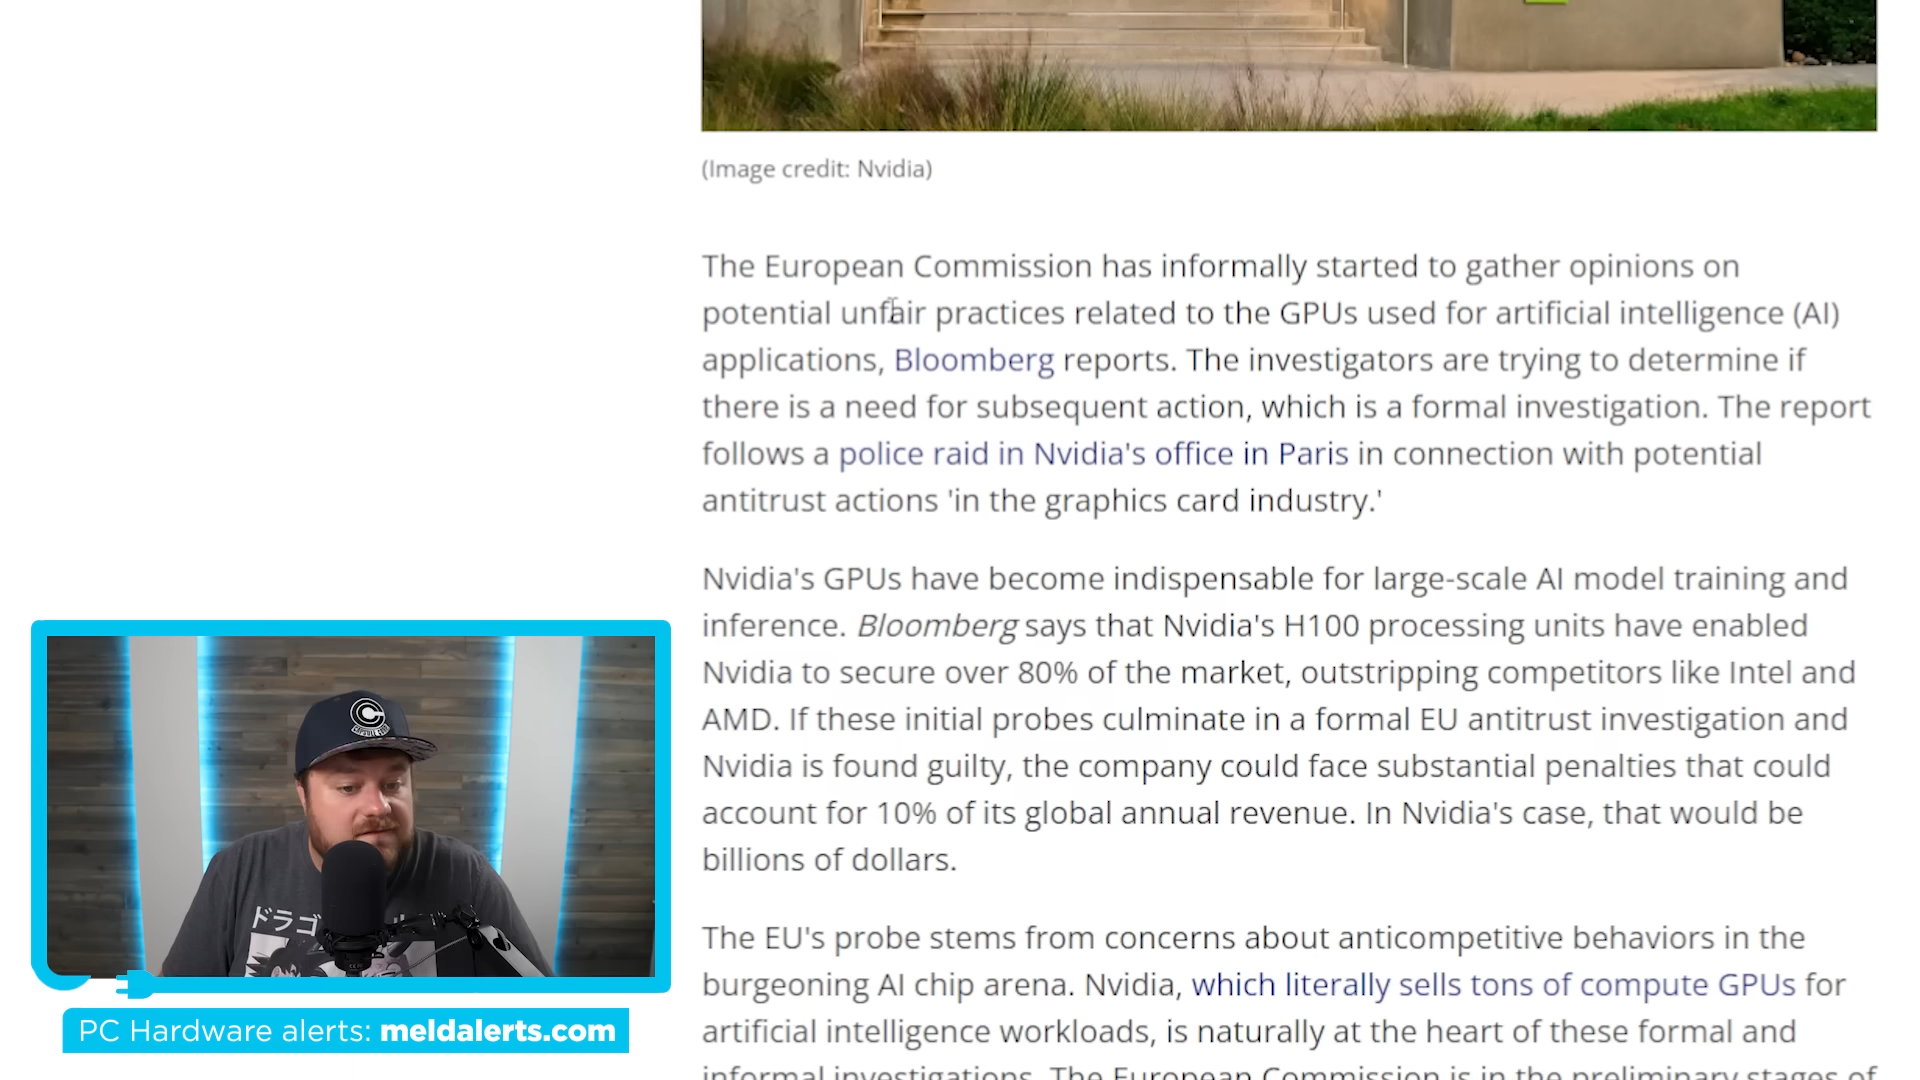 (Image credit: Nvidia)
The European Commission has informally started to gather opinions on
potential unfair practices related to the GPUs used for artificial intelligence (AI)
applications, Bloomberg reports. The investigators are trying to determine if
there is a need for subsequent action, which is a formal investigation. The report
follows a police raid in Nvidia's office in Paris in connection with potential
antitrust actions 'in the graphics card industry.'
Nvidia's GPUs have become indispensable for large-scale AI model training and
inference. Bloomberg says that Nvidia's H100 processing units have enabled
Nvidia to secure over 80% of the market, outstripping competitors like Intel and
AMD. If these initial probes culminate in a formal EU antitrust investigation and
Nvidia is found guilty, the company could face substantial penalties that could
account for 10% of its global annual revenue. In Nvidia's case, that would be
billions of dollars.
The EU's probe stems from concerns about anticompetitive behaviors in the
burgeoning AI chip arena. Nvidia, which literally sells tons of compute GPUs for
artificial intelligence workloads, is naturally at the heart of these formal and
informal investigations. The European Commission is in the preliminary stages of
ドラゴ
PC Hardware alerts: meldalerts.com